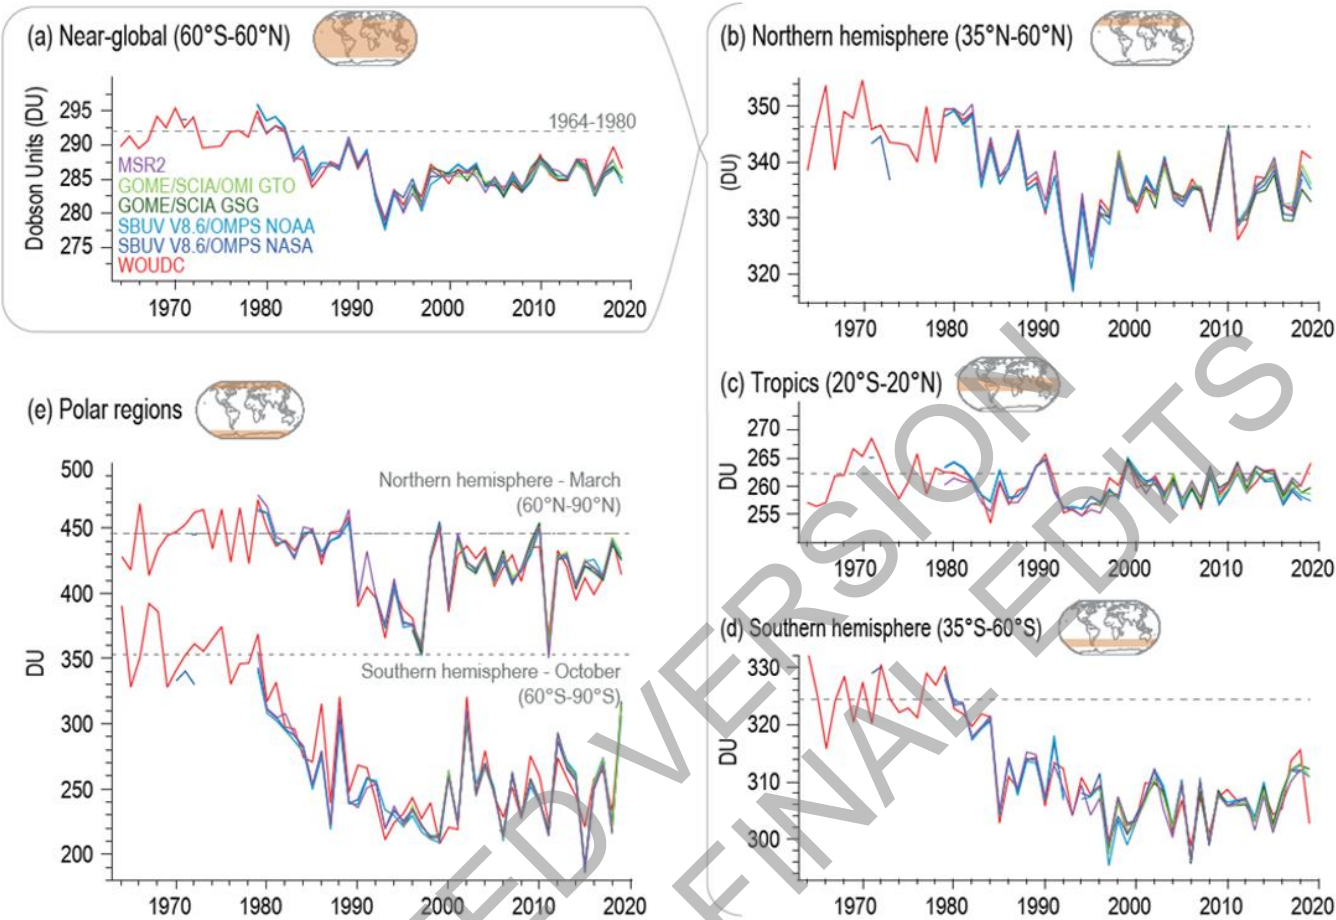 (a) Near-global (60°S-60°N)
Dobson Units (DU)
295
290
285
280
275
1964-1980
MSR2
GOME/SCIA/OMI GTO
GOME/SCIA GSG
SBUV V8.6/OMPS NOAA
SBUV V8.6/OMPS NASA
WOUDC
1970 1980 1990 2000 2010 2020
(b) Northern hemisphere (35°N-60°N)
(DU)
350
340
330
320
1970 1980 1990 2000 2010 2020
(c) Tropics (20°S-20°N)
DU
270
265
260
255
1970 1980 1990 2000 2010 2020
(d) Southern hemisphere (35°S-60°S)
DU
330
320
310
300
1970 1980 1990 2000 2010 2020
(e) Polar regions
DU
500
450
400
350
300
250
200
Northern hemisphere - March
(60°N-90°N)
Southern hemisphere - October
(60°S-90°S)
1970 1980 1990 2000 2010 2020
ED VERSION
FINAL EDITS